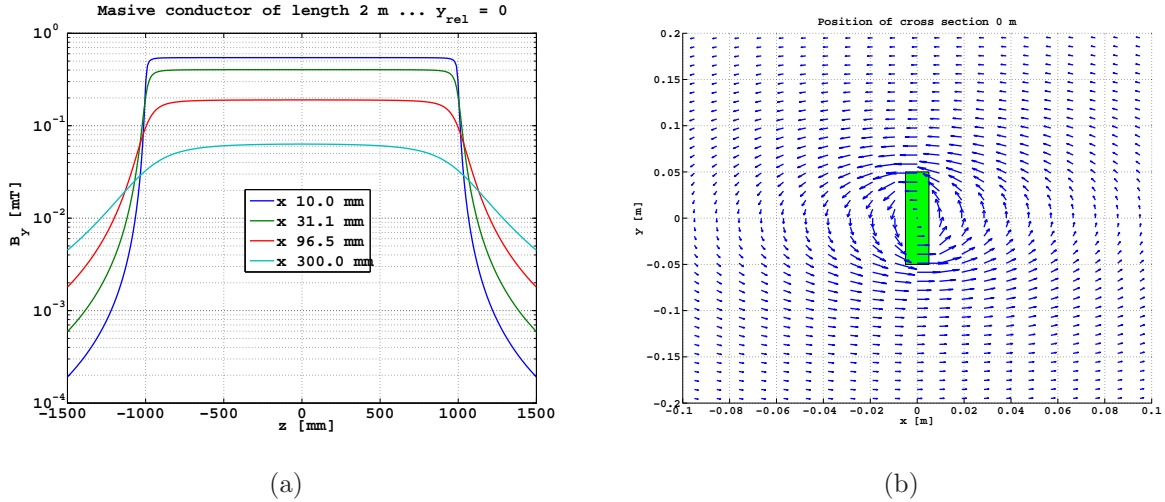 Masive conductor of length 2 m ... y_rel = 0
10^0
10^-1
10^-2
10^-3
10^-4
B_y [mT]
x 10.0 mm
x 31.1 mm
x 96.5 mm
x 300.0 mm
−1500 −1000 −500 0 500 1000 1500
z [mm]
(a)
Position of cross section 0 m
0.2
0.15
0.1
0.05
0
−0.05
−0.1
−0.15
−0.2
y [m]
−0.1 −0.08 −0.06 −0.04 −0.02 0 0.02 0.04 0.06 0.08 0.1
x [m]
(b)